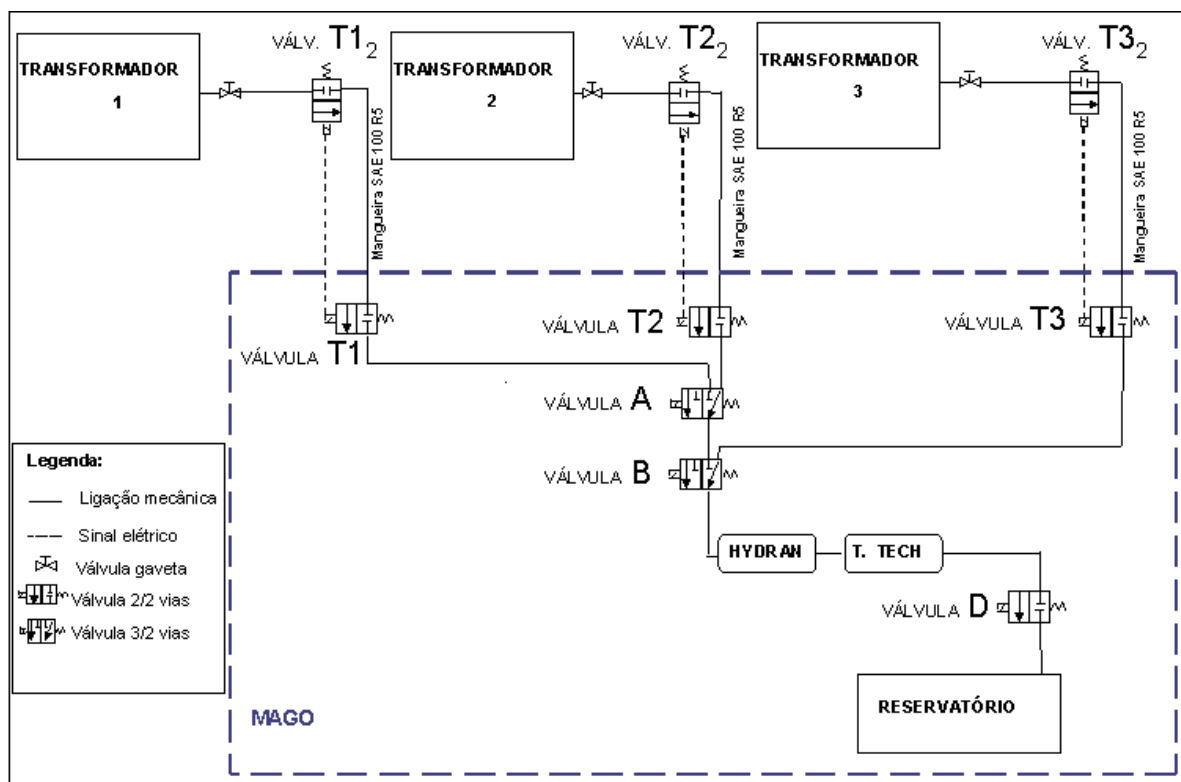 VÁLV. T1₂
VÁLV. T2₂
VÁLV. T3₂
TRANSFORMADOR
1
TRANSFORMADOR
2
TRANSFORMADOR
3
Mangueira SAE 100 R5
Mangueira SAE 100 R5
Mangueira SAE 100 R5
VÁLVULA T1
VÁLVULA T2
VÁLVULA T3
VÁLVULA A
VÁLVULA B
HYDRAN
T. TECH
VÁLVULA D
RESERVATÓRIO
MAGO
Legenda:
Ligação mecânica
Sinal elétrico
Válvula gaveta
Válvula 2/2 vias
Válvula 3/2 vias